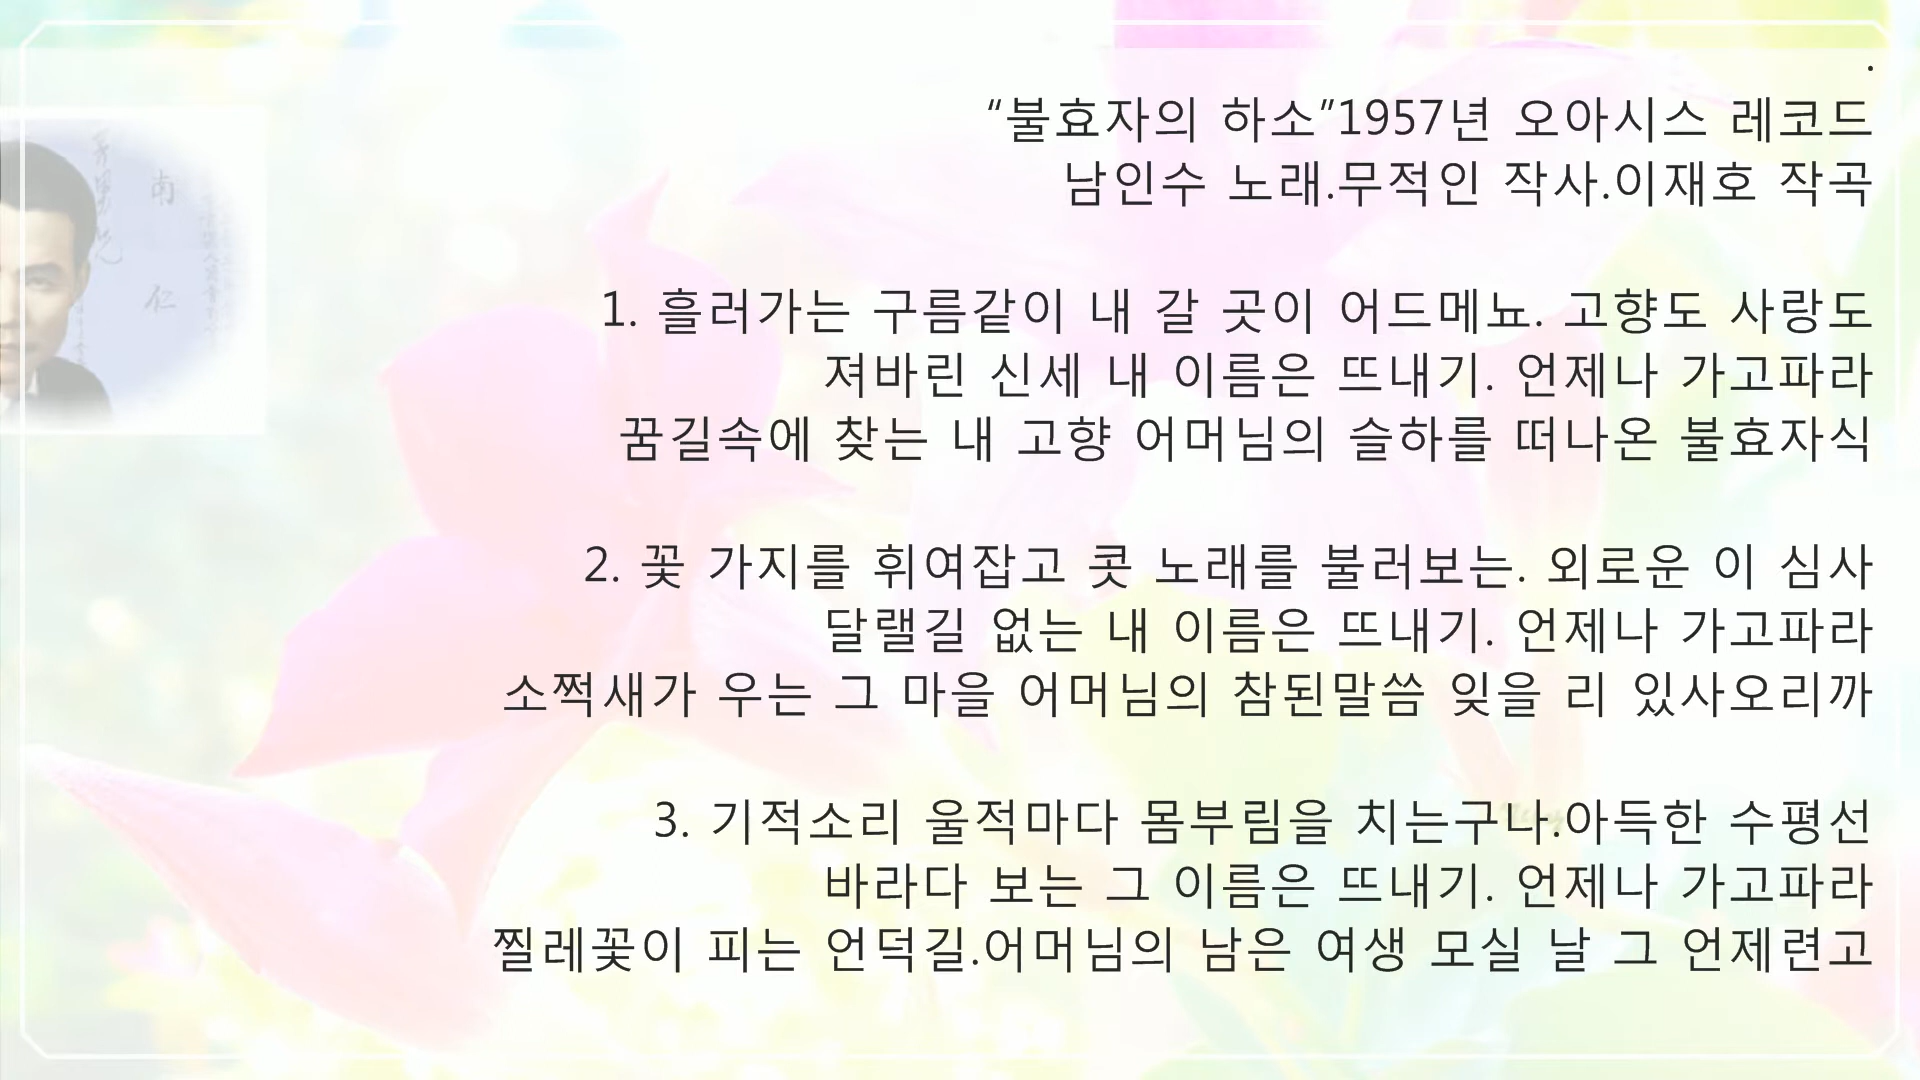 .
“불효자의 하소”1957년 오아시스 레코드
남인수 노래.무적인 작사.이재호 작곡
1. 흘러가는 구름같이 내 갈 곳이 어드메뇨. 고향도 사랑도
져바린 신세 내 이름은 뜨내기. 언제나 가고파라
꿈길속에 찾는 내 고향 어머님의 슬하를 떠나온 불효자식
2. 꽃 가지를 휘여잡고 콧 노래를 불러보는. 외로운 이 심사
달랠길 없는 내 이름은 뜨내기. 언제나 가고파라
소쩍새가 우는 그 마을 어머님의 참된말씀 잊을 리 있사오리까
3. 기적소리 울적마다 몸부림을 치는구나.아득한 수평선
바라다 보는 그 이름은 뜨내기. 언제나 가고파라
찔레꽃이 피는 언덕길.어머님의 남은 여생 모실 날 그 언제련고
南
仁